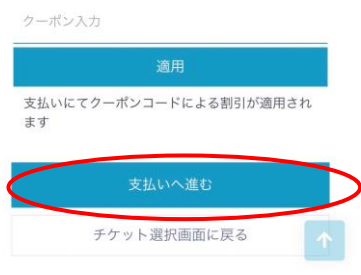 クーポン入力
適用
支払いにてクーポンコードによる割引が適用され
ます
支払いへ進む
チケット選択画面に戻る